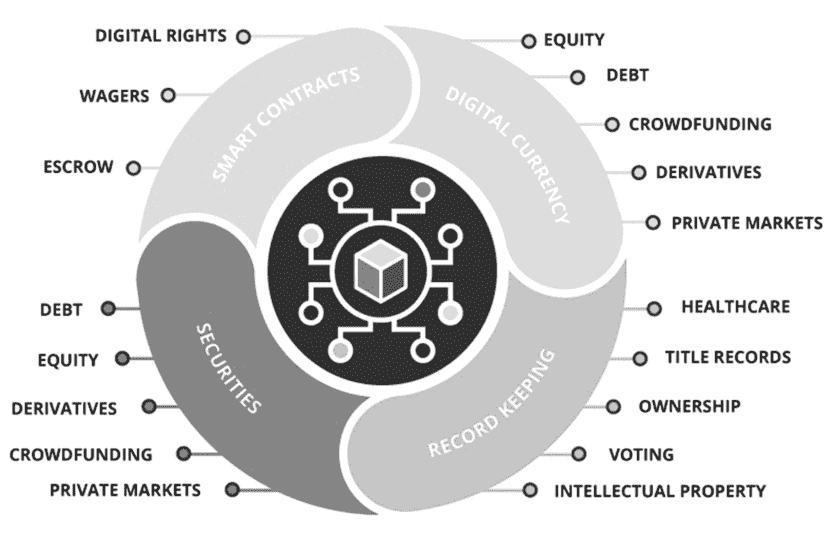 DIGITAL RIGHTS
WAGERS
ESCROW
SMART CONTRACTS
DIGITAL CURRENCY
EQUITY
DEBT
CROWDFUNDING
DERIVATIVES
PRIVATE MARKETS
DEBT
EQUITY
DERIVATIVES
CROWDFUNDING
PRIVATE MARKETS
SECURITIES
RECORD KEEPING
HEALTHCARE
TITLE RECORDS
OWNERSHIP
VOTING
INTELLECTUAL PROPERTY